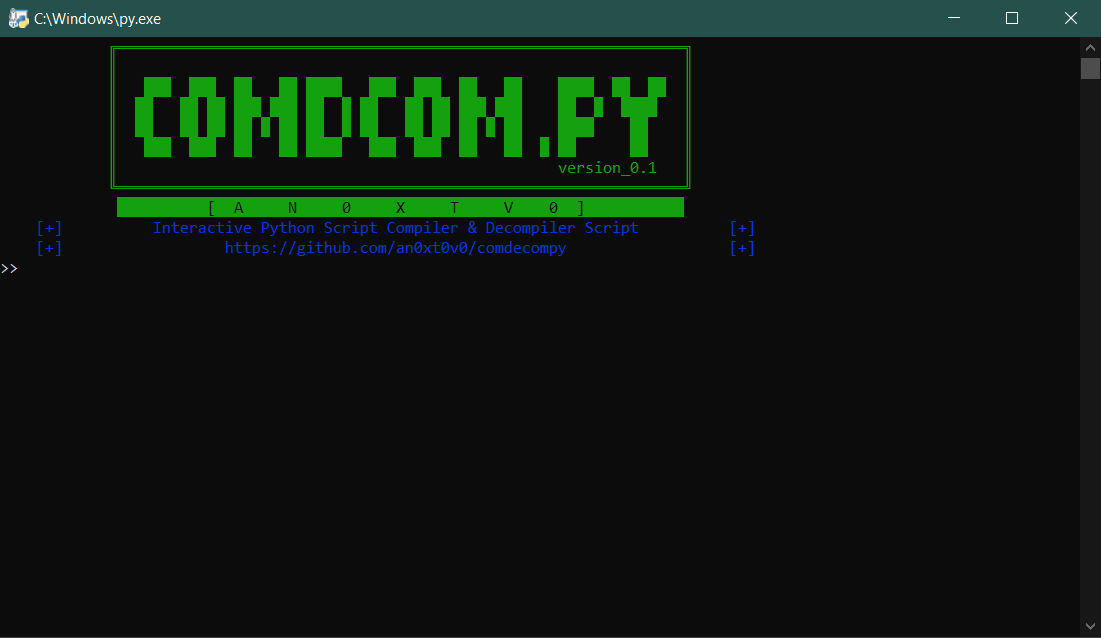 C:\Windows\py.exe
COMDCOM.PY
version_0.1
[ A N 0 X T V 0 ]
[+] Interactive Python Script Compiler & Decompiler Script [+]
[+] https://github.com/an0xt0v0/comdecompy [+]
>>